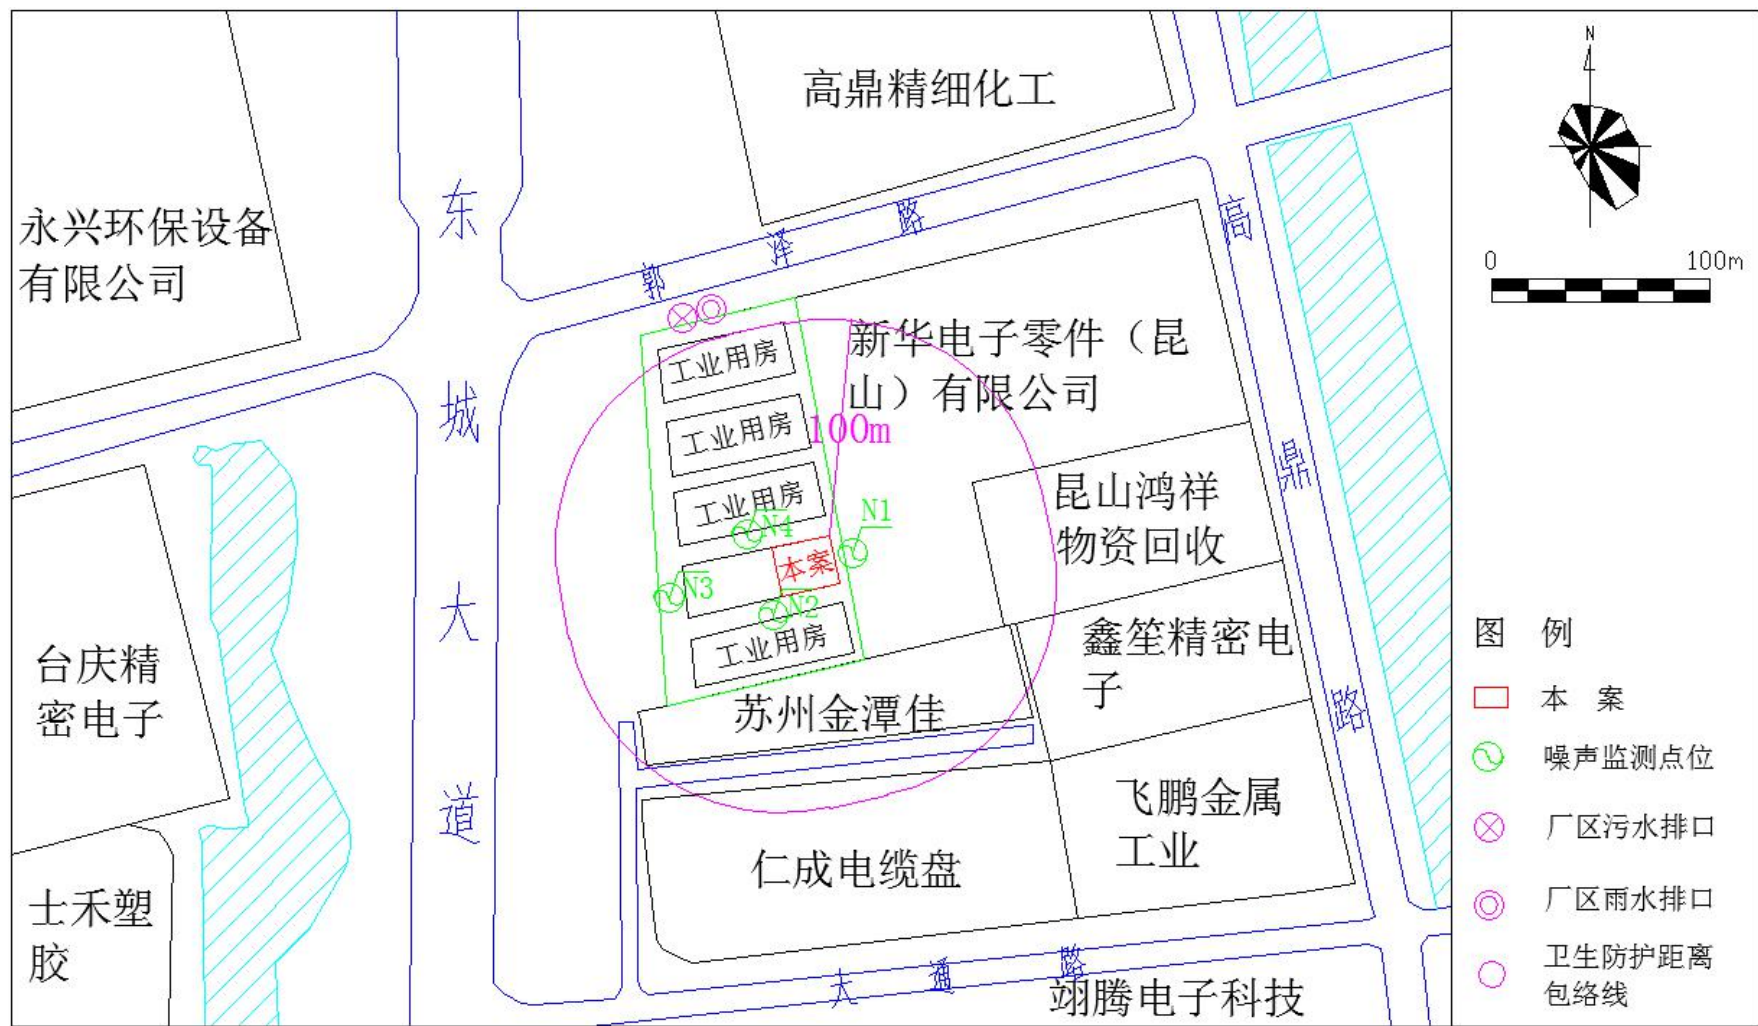 高鼎精细化工
永兴环保设备
有限公司
东城大道
郭泽路
高鼎路
新华电子零件（昆
山）有限公司
工业用房
工业用房
工业用房
100m
N1
N4
本案
N3
N2
工业用房
昆山鸿祥
物资回收
鑫笙精密电
子
台庆精
密电子
苏州金潭佳
飞鹏金属
工业
仁成电缆盘
士禾塑
胶
大通路
翊腾电子科技
N
0 100m
图 例
本 案
噪声监测点位
厂区污水排口
厂区雨水排口
卫生防护距离
包络线